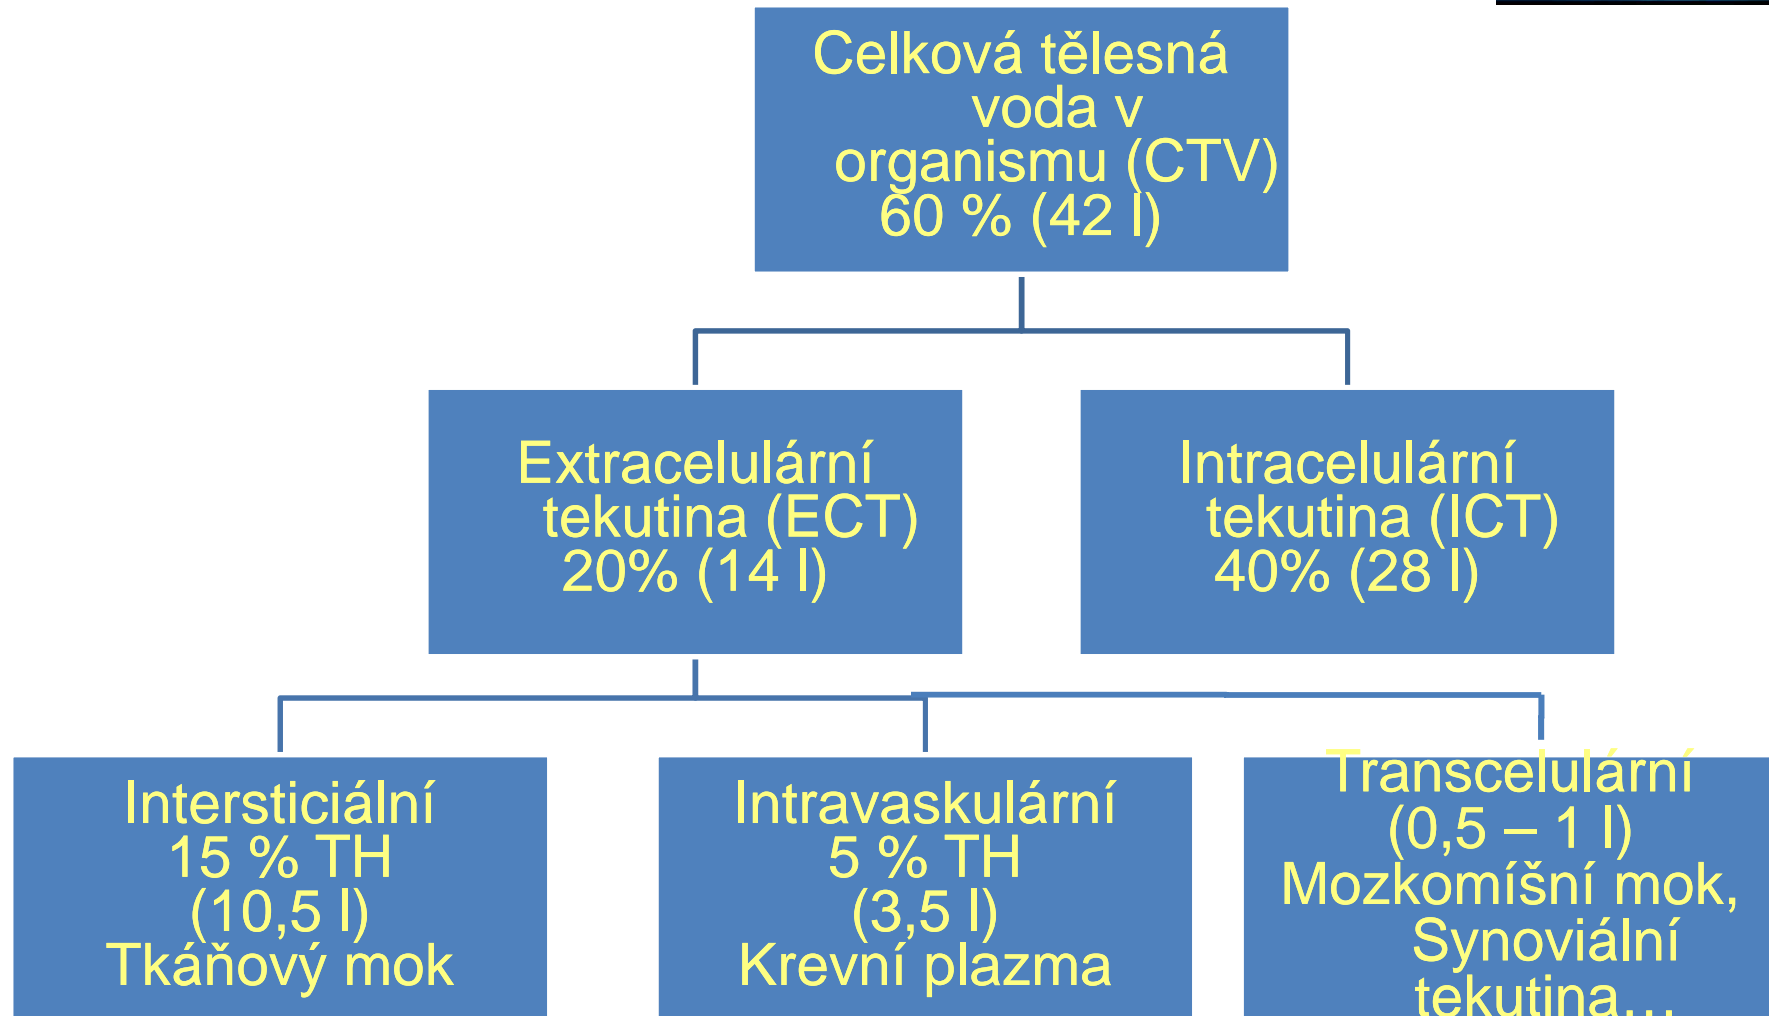 Celková tělesná
voda v
organismu (CTV)
60 % (42 l)
Extracelulární
tekutina (ECT)
20% (14 l)
Intracelulární
tekutina (ICT)
40% (28 l)
Intersticiální
15 % TH
(10,5 l)
Tkáňový mok
Intravaskulární
5 % TH
(3,5 l)
Krevní plazma
Transcelulární
(0,5 – 1 l)
Mozkomíšní mok,
Synoviální
tekutina…